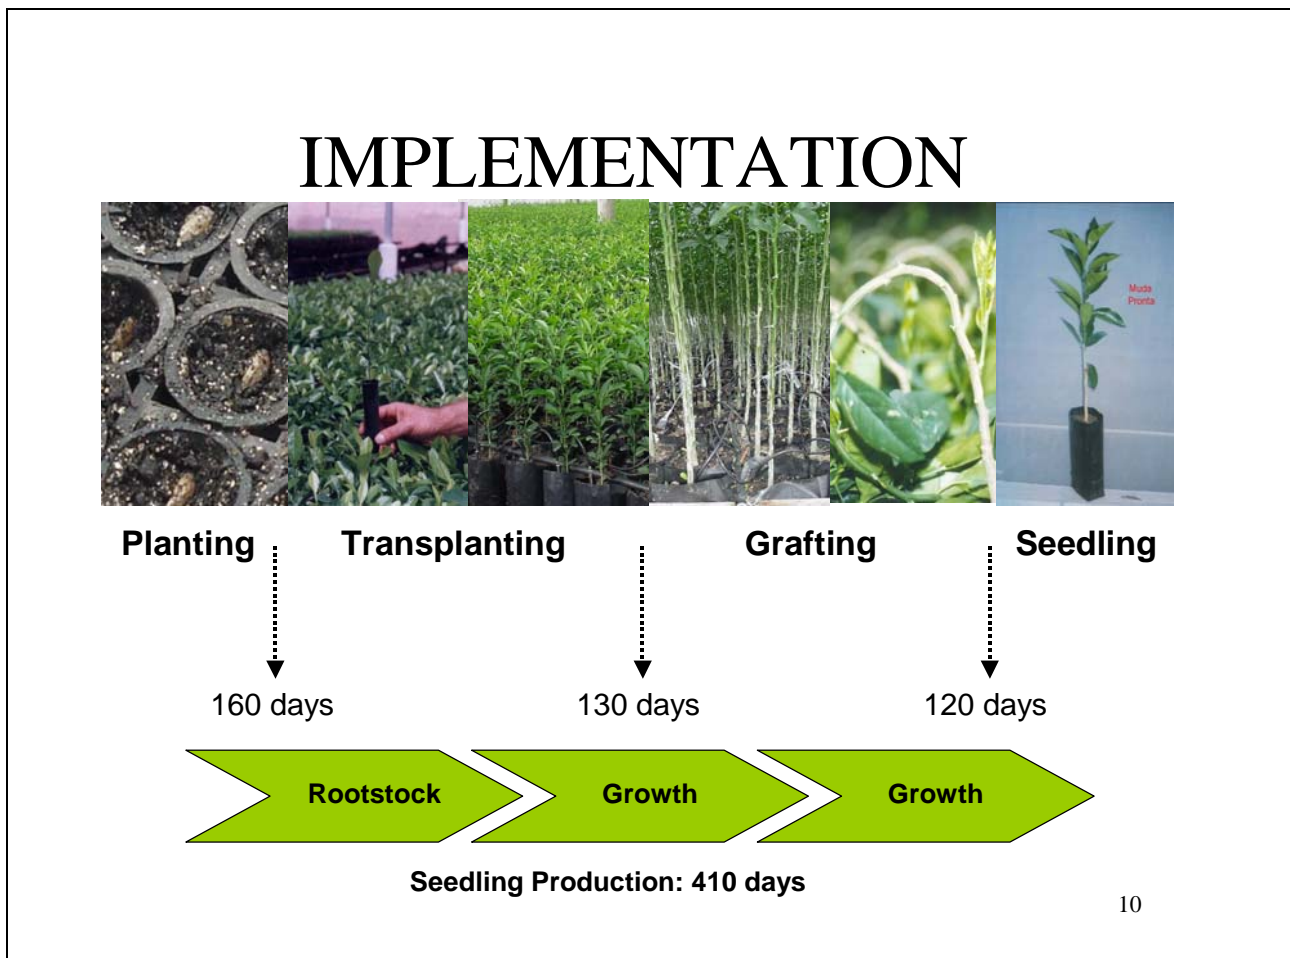 IMPLEMENTATION
Muda
Pronta
Planting Transplanting Grafting Seedling
160 days 130 days 120 days
Rootstock Growth Growth
Seedling Production: 410 days
10